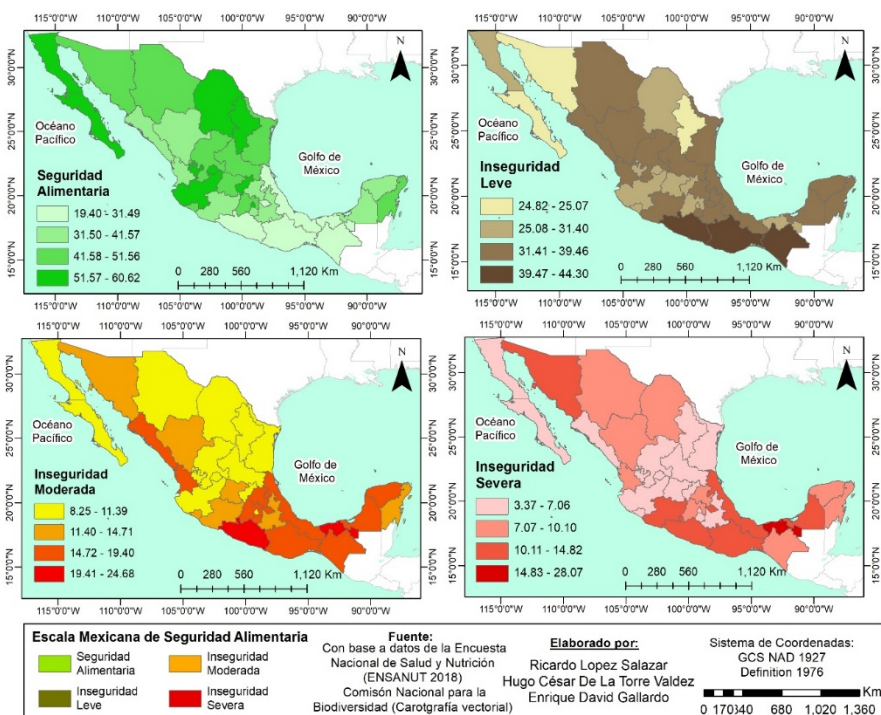 115°0'0"W 110°0'0"W 105°0'0"W 100°0'0"W 95°0'0"W 90°0'0"W
30°0'0"N
25°0'0"N
20°0'0"N
15°0'0"N
N
Océano
Pacífico
Golfo de
México
Seguridad
Alimentaria
19.40 - 31.49
31.50 - 41.57
41.58 - 51.56
51.57 - 60.62
0 280 560 1,120 Km
115°0'0"W 110°0'0"W 105°0'0"W 100°0'0"W 95°0'0"W 90°0'0"W
115°0'0"W 110°0'0"W 105°0'0"W 100°0'0"W 95°0'0"W 90°0'0"W
30°0'0"N
25°0'0"N
20°0'0"N
15°0'0"N
N
Océano
Pacífico
Golfo de
México
Inseguridad
Leve
24.82 - 25.07
25.08 - 31.40
31.41 - 39.46
39.47 - 44.30
0 280 560 1,120 Km
115°0'0"W 110°0'0"W 105°0'0"W 100°0'0"W 95°0'0"W 90°0'0"W
30°0'0"N
25°0'0"N
20°0'0"N
15°0'0"N
N
Océano
Pacífico
Golfo de
México
Inseguridad
Moderada
8.25 - 11.39
11.40 - 14.71
14.72 - 19.40
19.41 - 24.68
0 280 560 1,120 Km
115°0'0"W 110°0'0"W 105°0'0"W 100°0'0"W 95°0'0"W 90°0'0"W
30°0'0"N
25°0'0"N
20°0'0"N
15°0'0"N
N
Océano
Pacífico
Golfo de
México
Inseguridad
Severa
3.37 - 7.06
7.07 - 10.10
10.11 - 14.82
14.83 - 28.07
0 280 560 1,120 Km
115°0'0"W 110°0'0"W 105°0'0"W 100°0'0"W 95°0'0"W 90°0'0"W
Escala Mexicana de Seguridad Alimentaria
Seguridad
Alimentaria
Inseguridad
Moderada
Inseguridad
Leve
Inseguridad
Severa
Fuente:
Con base a datos de la Encuesta
Nacional de Salud y Nutrición
(ENSANUT 2018)
Comisón Nacional para la
Biodiversidad (Carotgrafía vectorial)
Elaborado por:
Ricardo Lopez Salazar
Hugo César De La Torre Valdez
Enrique David Gallardo
Sistema de Coordenadas:
GCS NAD 1927
Definition 1976
Km
0 170340 680 1,020 1,360